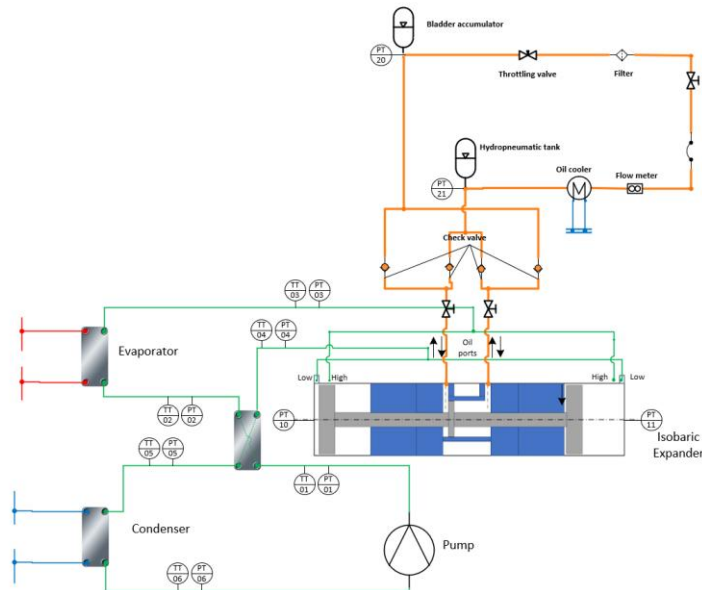 Bladder accumulator
PT
20
Throttling valve
Filter
Hydropneumatic tank
Oil cooler
Flow meter
PT
21
M
Check valve
TT
03
PT
03
TT
04
PT
04
Oil
ports
Evaporator
Low
High
High
Low
TT
02
PT
02
PT
10
PT
11
Isobaric
Expander
TT
05
PT
05
TT
01
PT
01
Condenser
Pump
TT
06
PT
06